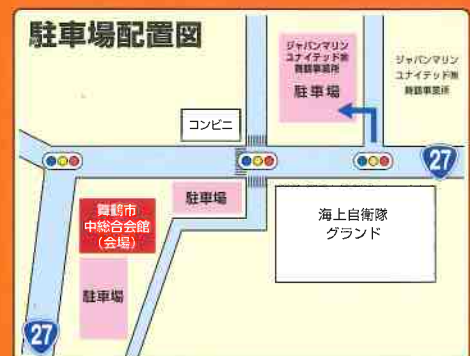 駐車場配置図
ジャパンマリン
ユナイテッド㈱
舞鶴事業所
駐車場
ジャパンマリン
ユナイテッド㈱
舞鶴事業所
コンビニ
27
駐車場
舞鶴市
中総合会館
(会場)
海上自衛隊
グランド
駐車場
27